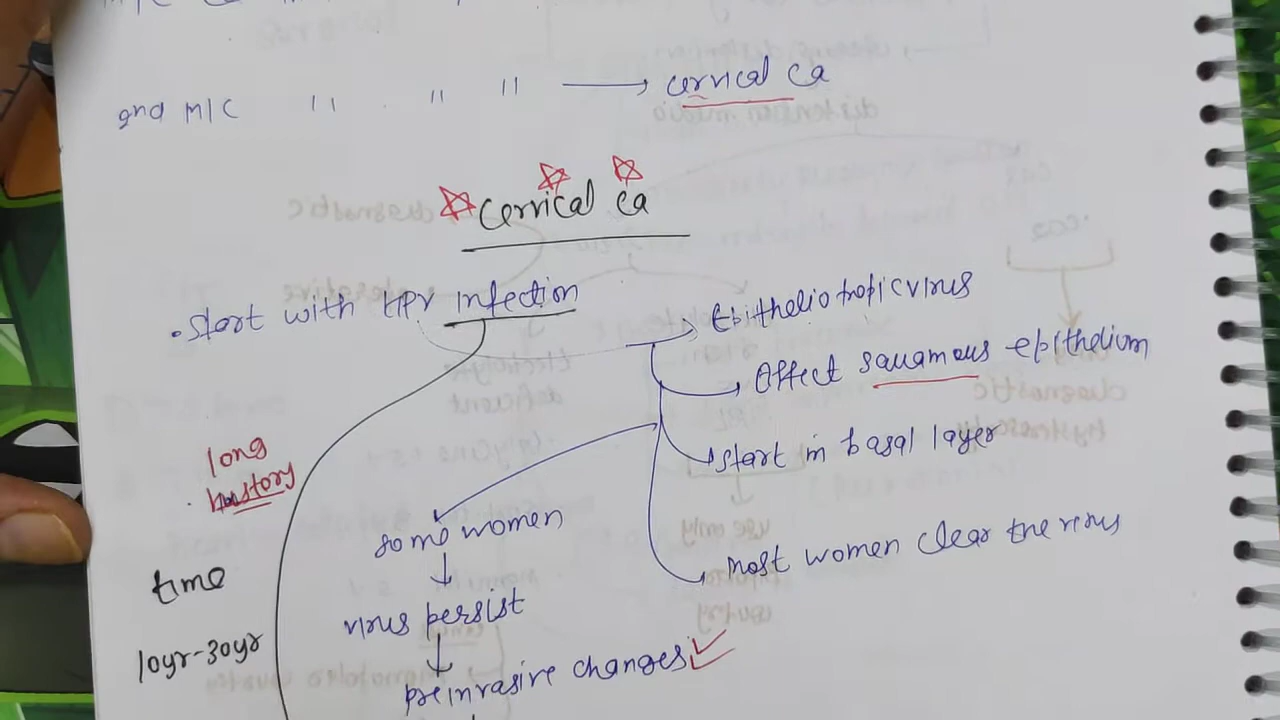 2nd M/C " " " → cervical ca
Cervical ca
• Start with HPV infection
Epitheliotropic virus
Affect squamous epithelium
start in basal layer
most women clear the virus
long
history
some women
↓
virus persist
↓
preinvasive changes
time
10yr-30yr